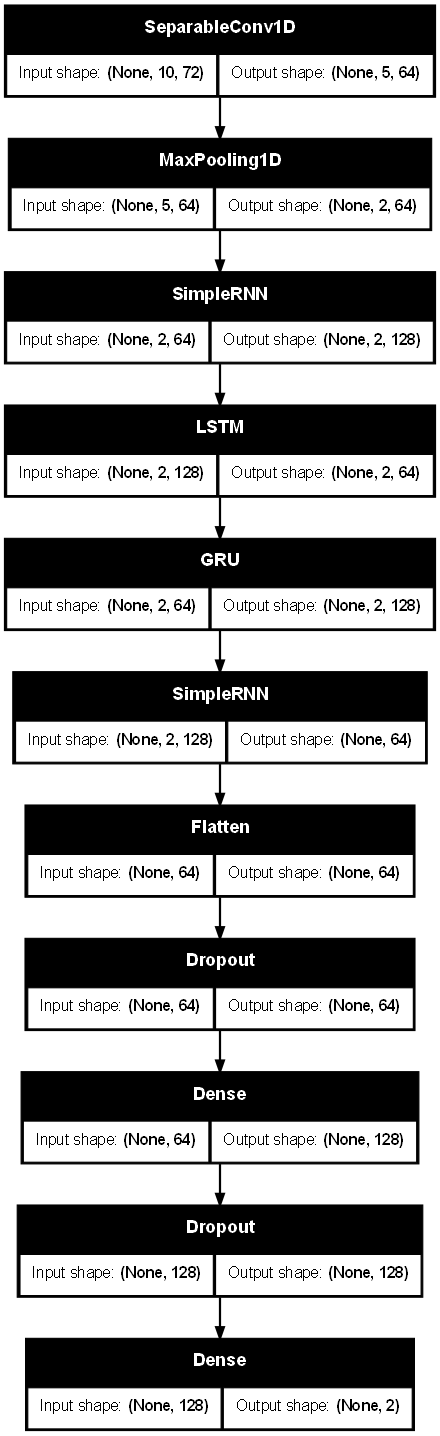 SeparableConv1D
Input shape: (None, 10, 72) Output shape: (None, 5, 64)
MaxPooling1D
Input shape: (None, 5, 64) Output shape: (None, 2, 64)
SimpleRNN
Input shape: (None, 2, 64) Output shape: (None, 2, 128)
LSTM
Input shape: (None, 2, 128) Output shape: (None, 2, 64)
GRU
Input shape: (None, 2, 64) Output shape: (None, 2, 128)
SimpleRNN
Input shape: (None, 2, 128) Output shape: (None, 64)
Flatten
Input shape: (None, 64) Output shape: (None, 64)
Dropout
Input shape: (None, 64) Output shape: (None, 64)
Dense
Input shape: (None, 64) Output shape: (None, 128)
Dropout
Input shape: (None, 128) Output shape: (None, 128)
Dense
Input shape: (None, 128) Output shape: (None, 2)